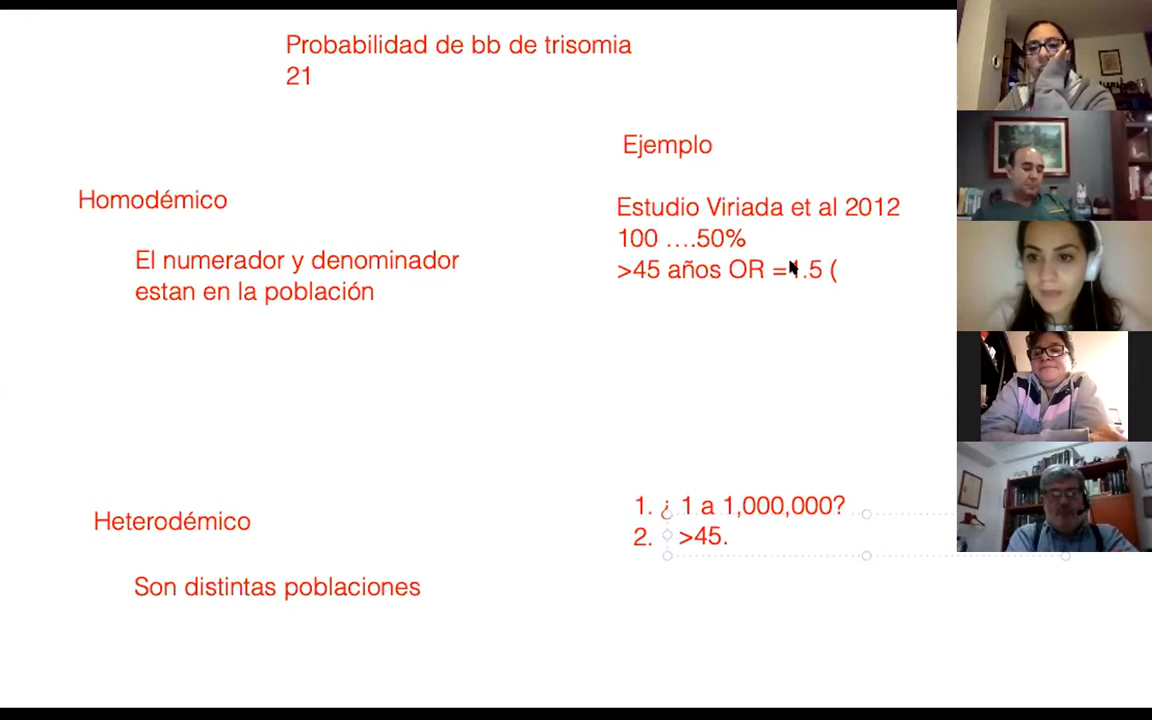 Probabilidad de bb de trisomia
21
Ejemplo
Homodémico
Estudio Viriada et al 2012
100 ....50%
El numerador y denominador
>45 años OR =1.5 (
estan en la población
1. ¿ 1 a 1,000,000?
Heterodémico
2. >45.
Son distintas poblaciones